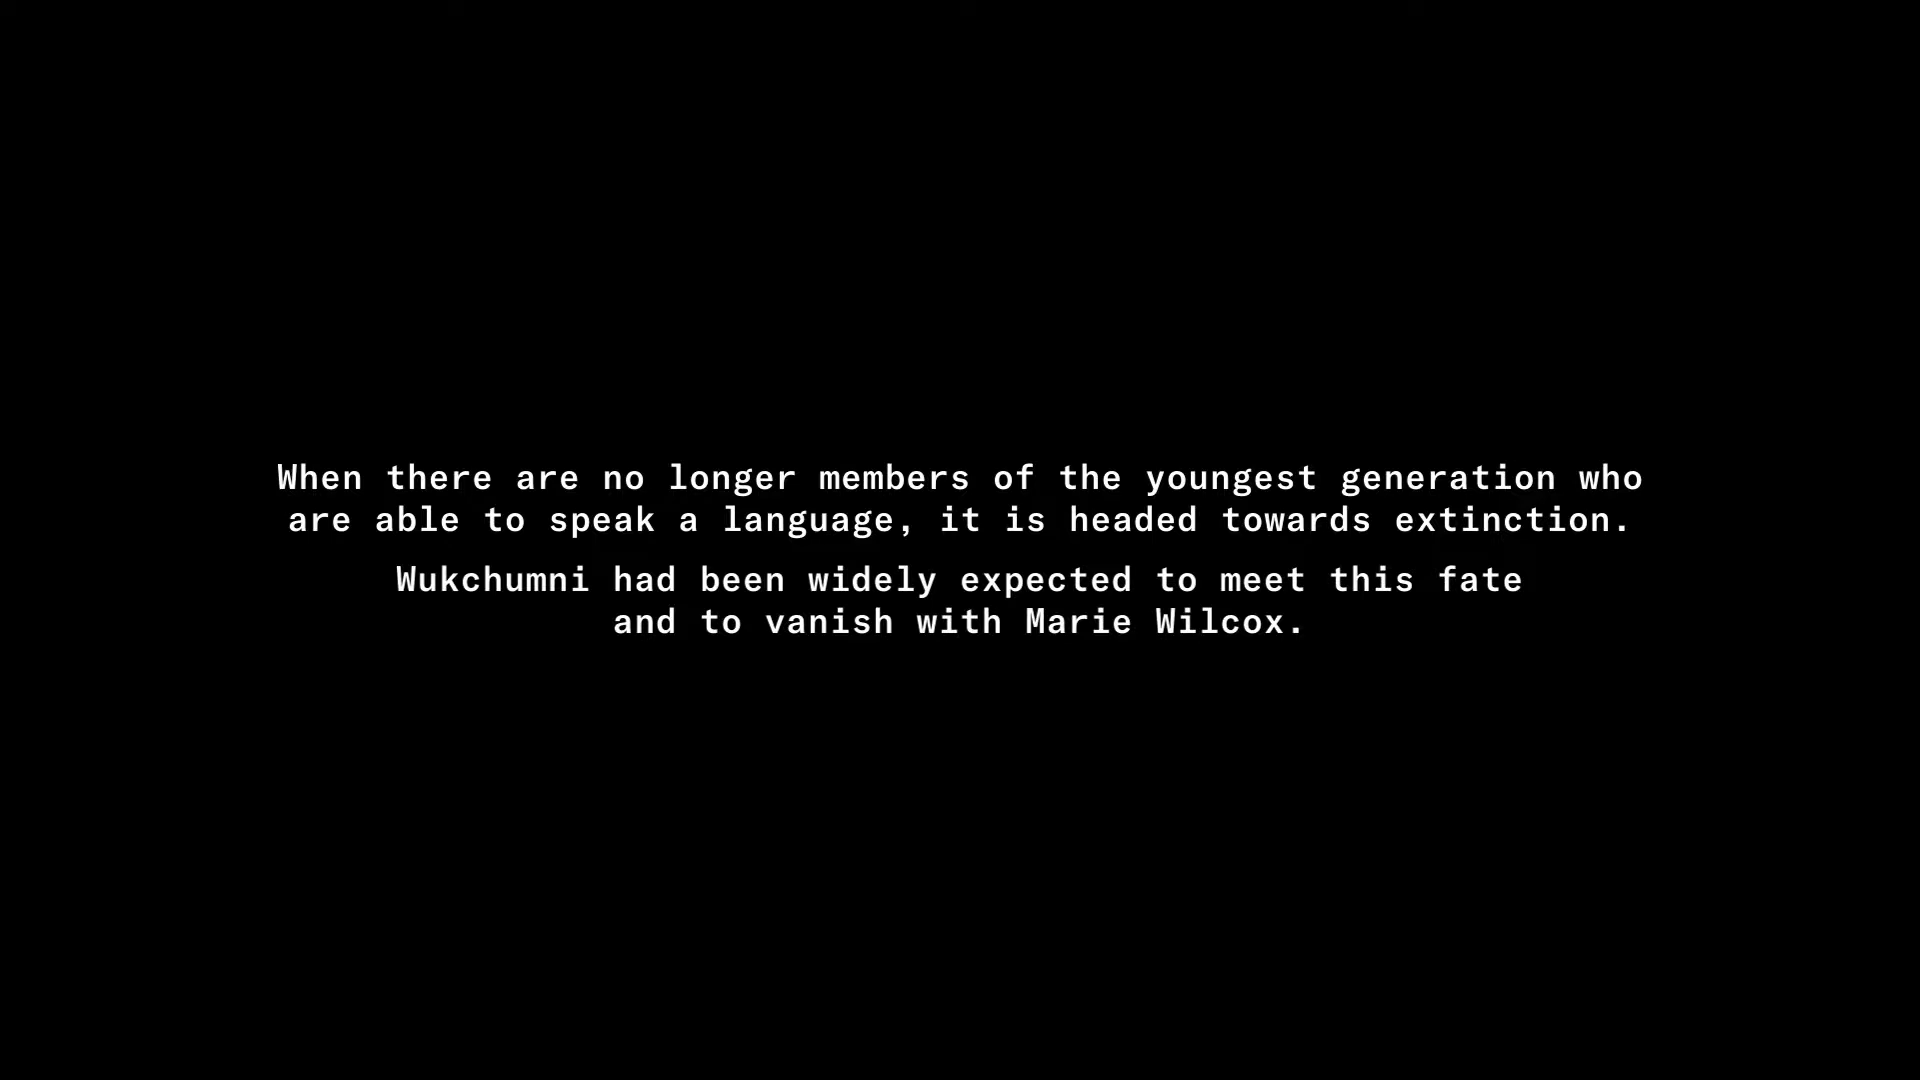 When there are no longer members of the youngest generation who
are able to speak a language, it is headed towards extinction.
Wukchumni had been widely expected to meet this fate
and to vanish with Marie Wilcox.